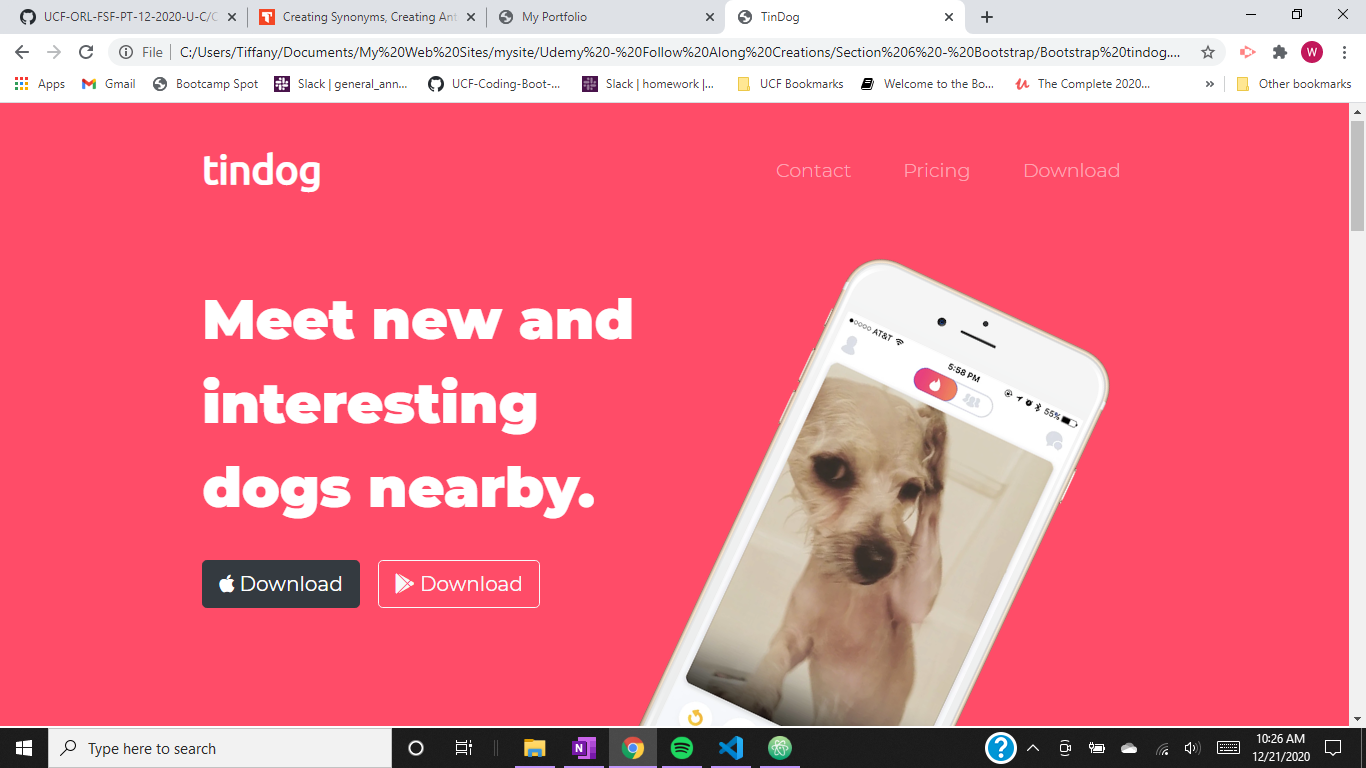 UCF-ORL-FSF-PT-12-2020-U-C/C
Creating Synonyms, Creating Ant
My Portfolio
TinDog
File
C:/Users/Tiffany/Documents/My%20Web%20Sites/mysite/Udemy%20-%20Follow%20Along%20Creations/Section%206%20-%20Bootstrap/Bootstrap%20tindog....
W
Apps
Gmail
Bootcamp Spot
Slack | general_ann...
UCF-Coding-Boot-...
Slack | homework |...
UCF Bookmarks
Welcome to the Bo...
The Complete 2020...
»
Other bookmarks
tindog
Contact
Pricing
Download
Meet new and
interesting
dogs nearby.
Download
Download
AT&T
5:58 PM
55%
Type here to search
10:26 AM
12/21/2020